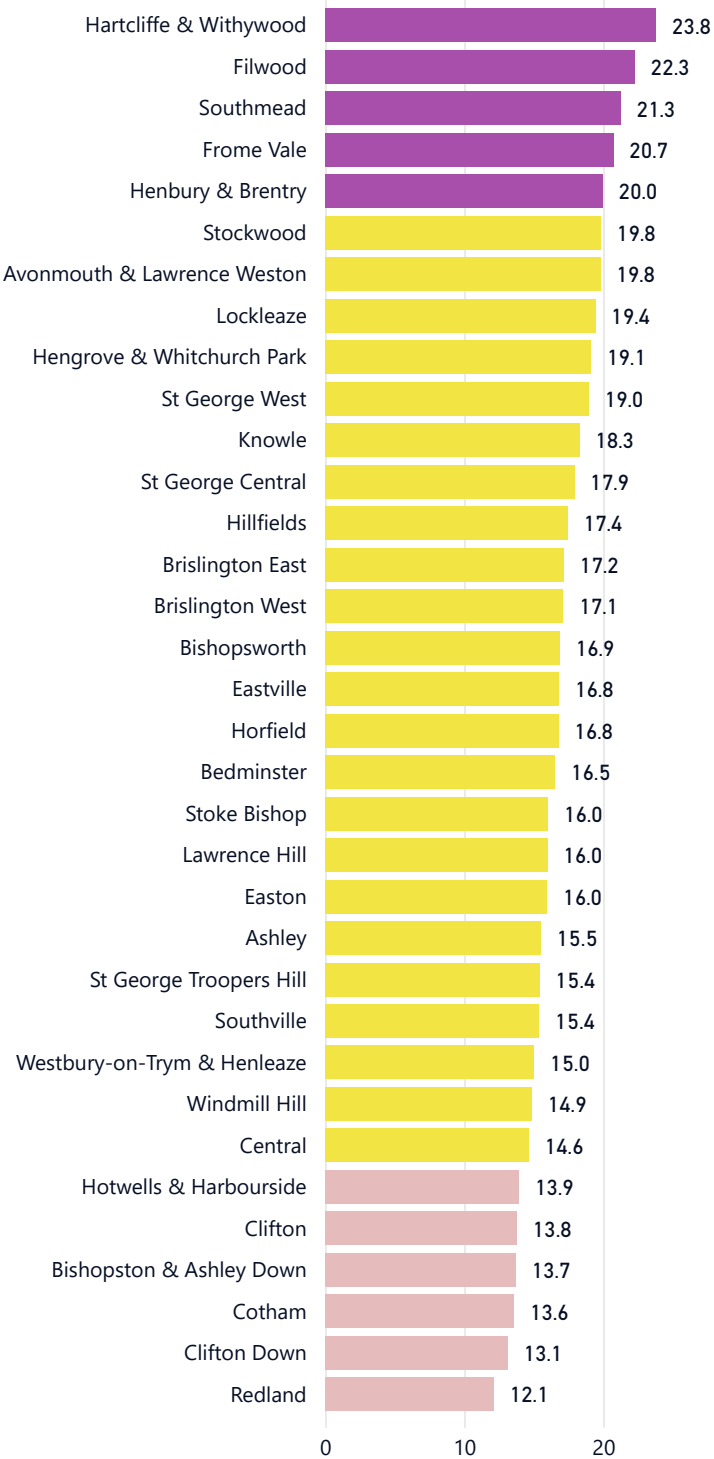 Hartcliffe & Withywood 23.8
Filwood 22.3
Southmead 21.3
Frome Vale 20.7
Henbury & Brentry 20.0
Stockwood 19.8
Avonmouth & Lawrence Weston 19.8
Lockleaze 19.4
Hengrove & Whitchurch Park 19.1
St George West 19.0
Knowle 18.3
St George Central 17.9
Hillfields 17.4
Brislington East 17.2
Brislington West 17.1
Bishopsworth 16.9
Eastville 16.8
Horfield 16.8
Bedminster 16.5
Stoke Bishop 16.0
Lawrence Hill 16.0
Easton 16.0
Ashley 15.5
St George Troopers Hill 15.4
Southville 15.4
Westbury-on-Trym & Henleaze 15.0
Windmill Hill 14.9
Central 14.6
Hotwells & Harbourside 13.9
Clifton 13.8
Bishopston & Ashley Down 13.7
Cotham 13.6
Clifton Down 13.1
Redland 12.1
0 10 20